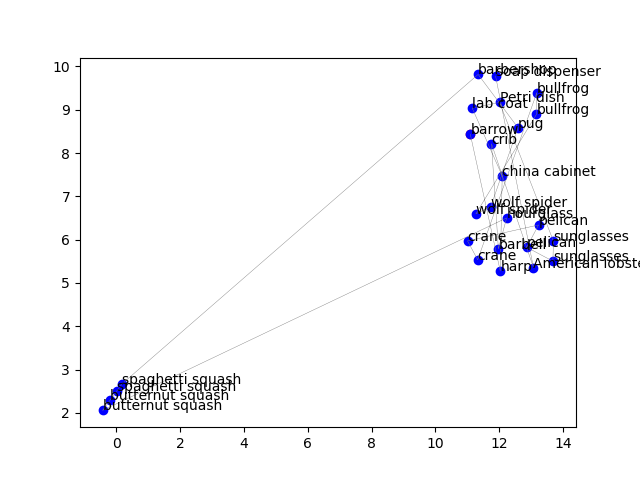 barbershop
soap dispenser
bullfrog
Petri dish
lab coat
bullfrog
pug
barrow
crib
china cabinet
wolf spider
wolf spider
hourglass
pelican
crane
sunglasses
barbell
pelican
crane
sunglasses
harp
American lobste
spaghetti squash
spaghetti squash
butternut squash
butternut squash
10
9
8
7
6
5
4
3
2
0 2 4 6 8 10 12 14